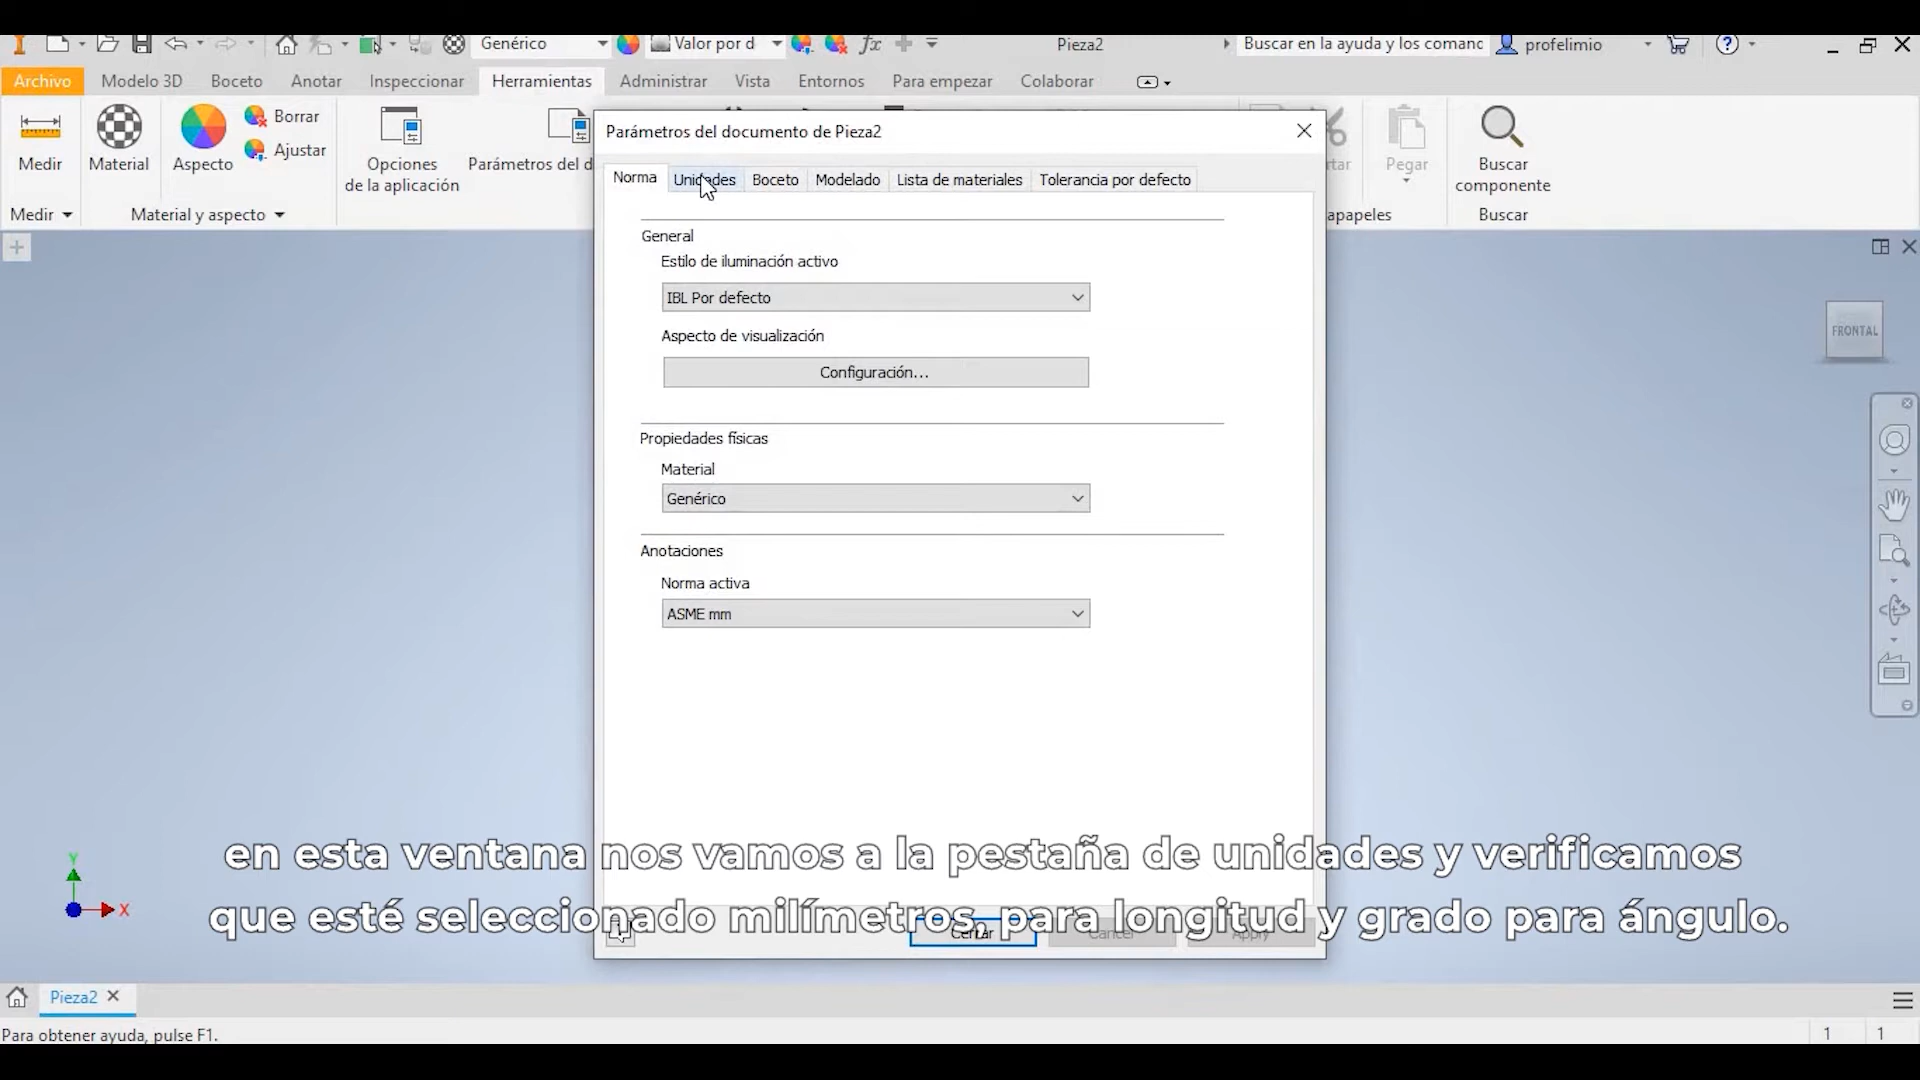 Genérico
Valor por d
Pieza2
Buscar en la ayuda y los comanc
profelimio
Archivo
Modelo 3D
Boceto
Anotar
Inspeccionar
Herramientas
Administrar
Vista
Entornos
Para empezar
Colaborar
Medir
Material
Aspecto
Borrar
Ajustar
Opciones
de la aplicación
Parámetros del d
Pegar
Buscar
componente
Medir
Material y aspecto
apapeles
Buscar
Parámetros del documento de Pieza2
Norma
Unidades
Boceto
Modelado
Lista de materiales
Tolerancia por defecto
General
Estilo de iluminación activo
IBL Por defecto
Aspecto de visualización
Configuración...
Propiedades físicas
Material
Genérico
Anotaciones
Norma activa
ASME mm
FRONTAL
en esta ventana nos vamos a la pestaña de unidades y verificamos
que esté seleccionado milímetros, para longitud y grado para ángulo.
Cerrar
Cancel
Apply
Y
X
Pieza2
Para obtener ayuda, pulse F1.
1
1